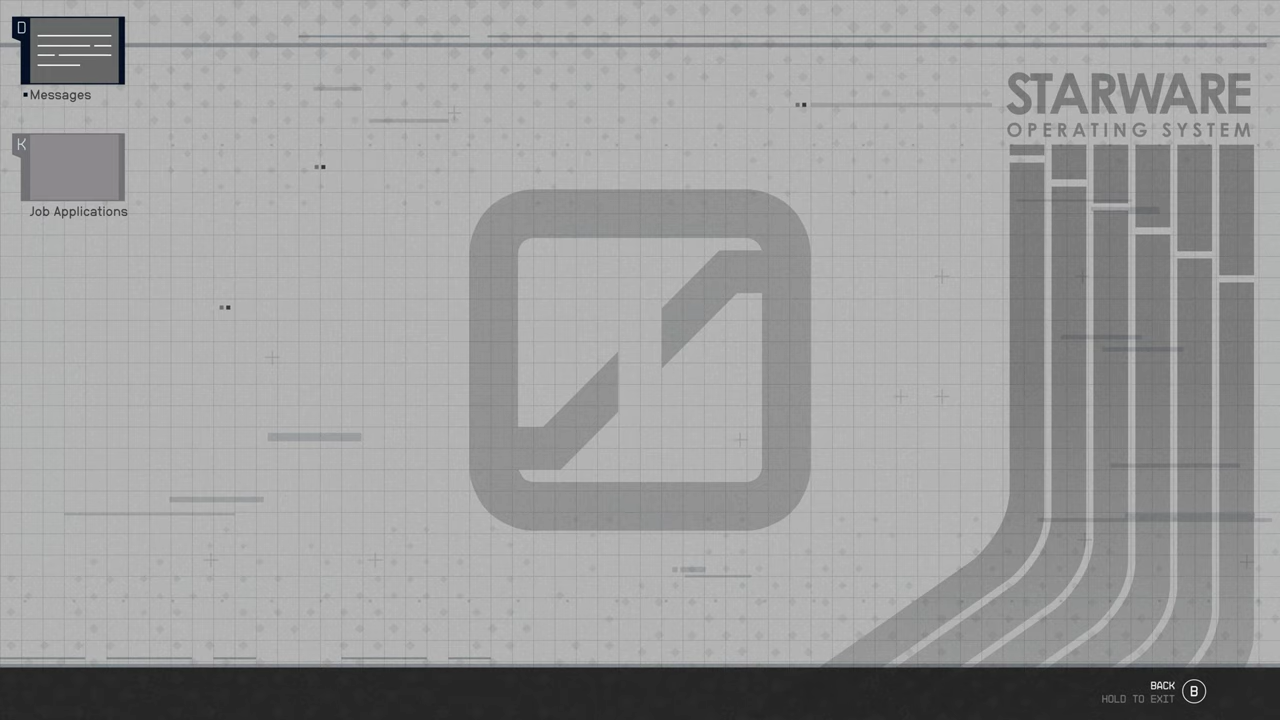 D
Messages
K
Job Applications
STARWARE
OPERATING SYSTEM
BACK
HOLD TO EXIT
B